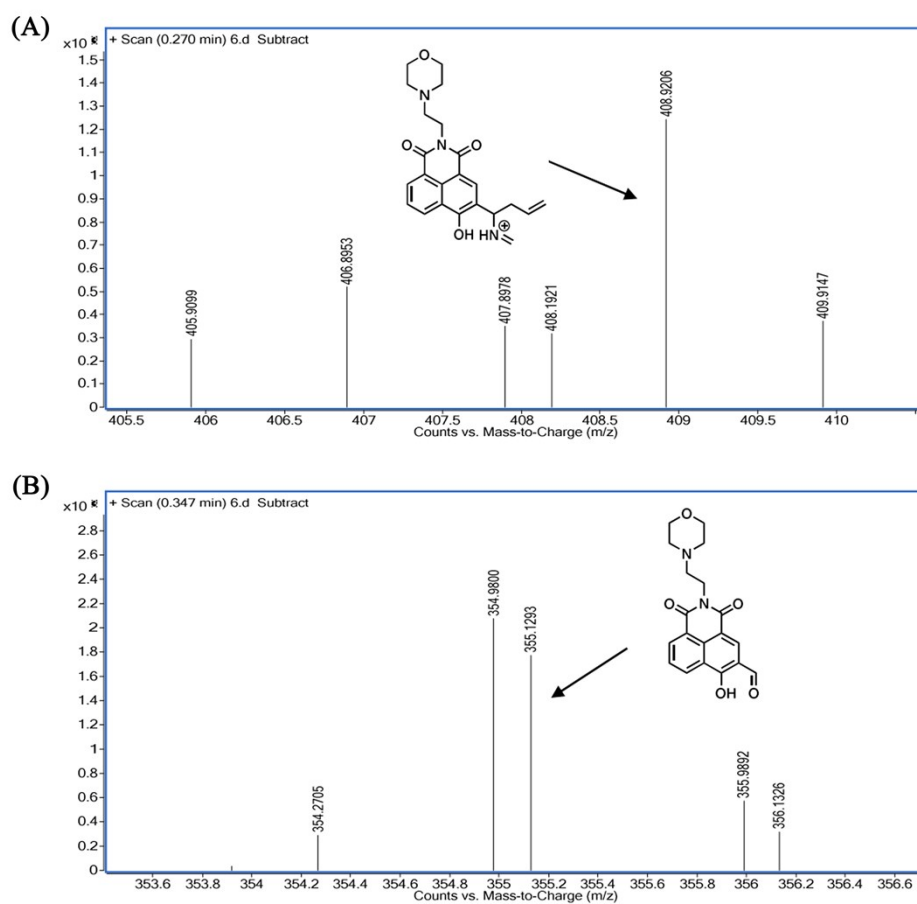 (A)
+ Scan (0.270 min) 6.d Subtract
1.5
1.4
1.3
1.2
1.1
1
0.9
0.8
0.7
0.6
0.5
0.4
0.3
0.2
0.1
0
405.9099
406.8953
407.8978
408.1921
408.9206
409.9147
O
N
O N O
OH HN
+
405.5 406 406.5 407 407.5 408 408.5 409 409.5 410
Counts vs. Mass-to-Charge (m/z)
(B)
+ Scan (0.347 min) 6.d Subtract
2.8
2.6
2.4
2.2
2
1.8
1.6
1.4
1.2
1
0.8
0.6
0.4
0.2
0
354.2705
354.9800
355.1293
355.9892
356.1326
O
N
O N O
OH O
353.6 353.8 354 354.2 354.4 354.6 354.8 355 355.2 355.4 355.6 355.8 356 356.2 356.4 356.6
Counts vs. Mass-to-Charge (m/z)